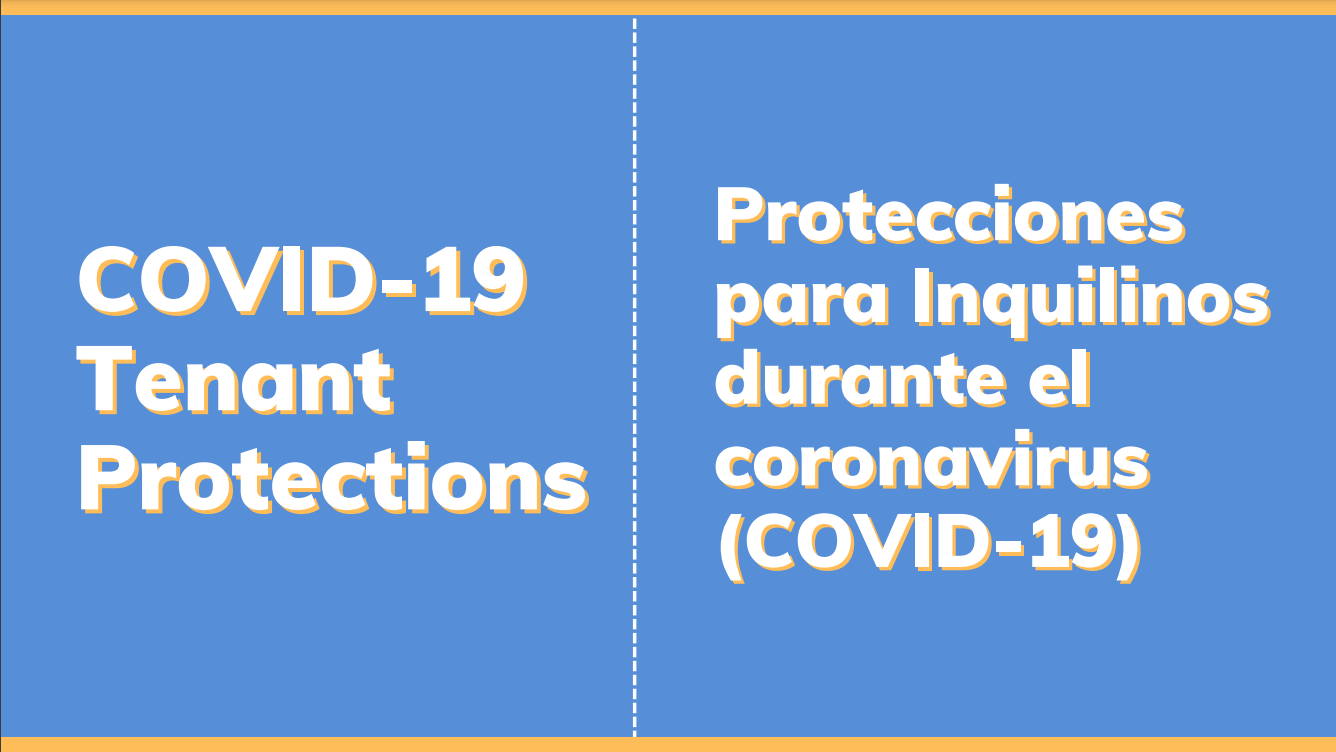 COVID-19
Tenant
Protections
Protecciones
para Inquilinos
durante el
coronavirus
(COVID-19)